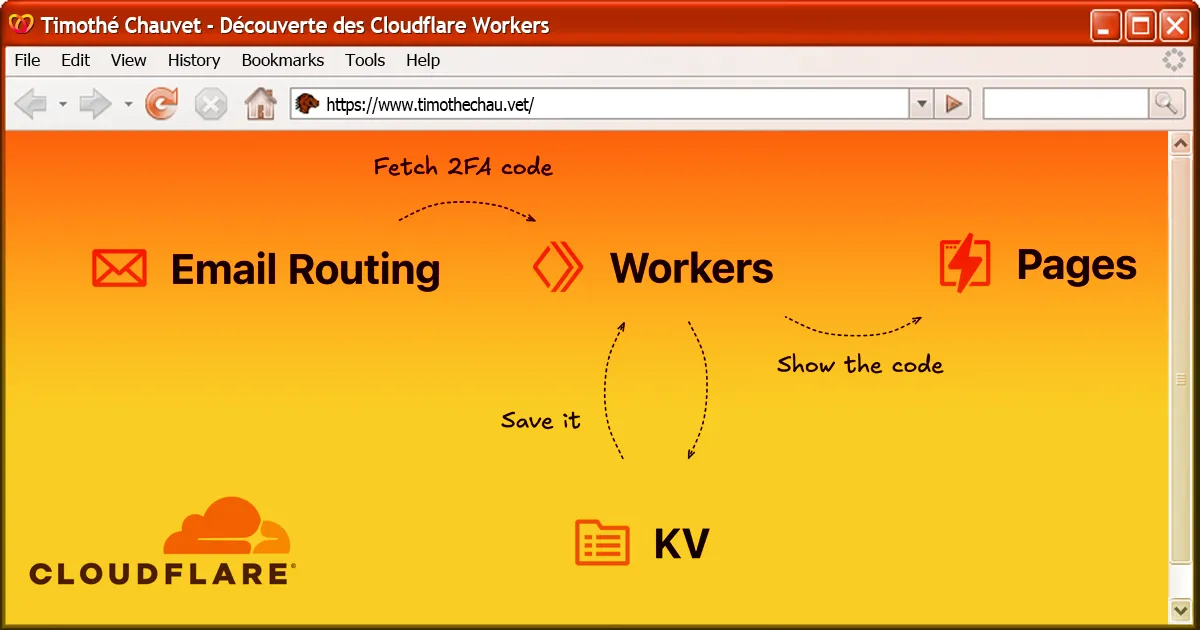 Timothé Chauvet - Découverte des Cloudflare Workers
File Edit View History Bookmarks Tools Help
https://www.timothechau.vet/
Fetch 2FA code
Email Routing
Workers
Pages
Show the code
Save it
KV
CLOUDFLARE®